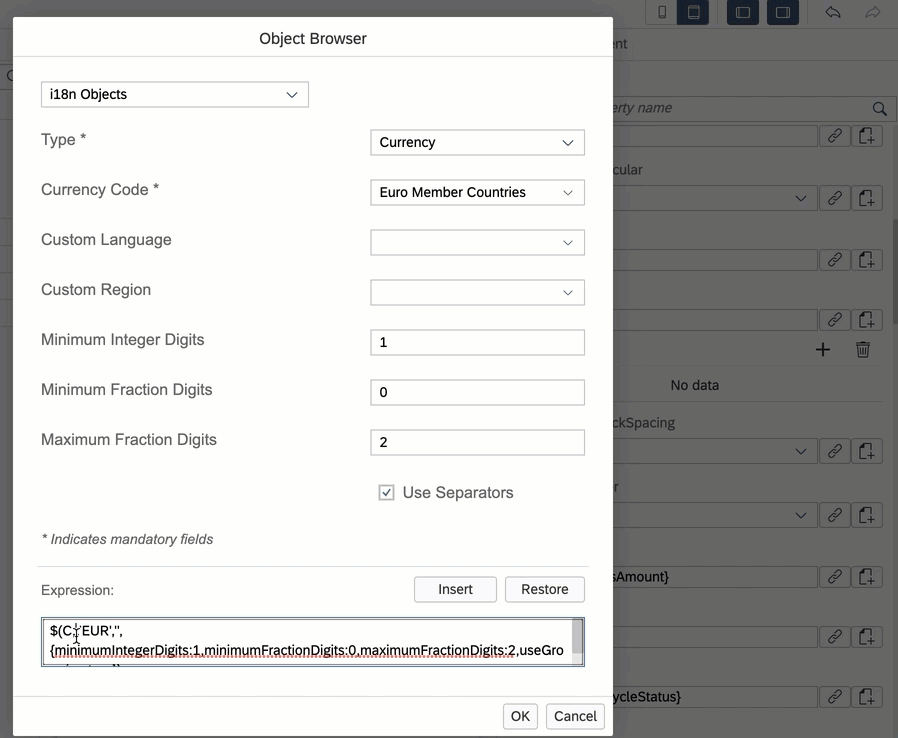 Object Browser
ent
i18n Objects
erty name
Type *
Currency
cular
Currency Code *
Euro Member Countries
Custom Language
Custom Region
Minimum Integer Digits
1
Minimum Fraction Digits
0
No data
ckSpacing
Maximum Fraction Digits
2
Use Separators
* Indicates mandatory fields
sAmount}
Expression:
Insert
Restore
$(C,'EUR','',
{minimumIntegerDigits:1,minimumFractionDigits:0,maximumFractionDigits:2,useGro
ycleStatus}
OK
Cancel